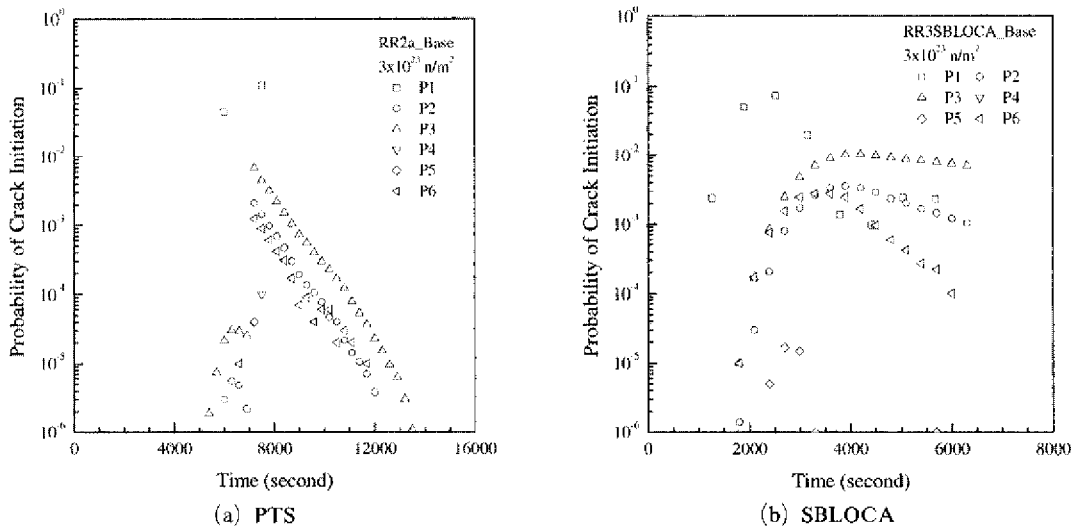 10^0
10^-1
10^-2
10^-3
10^-4
10^-5
10^-6
Probability of Crack Initiation
RR2a_Base
3x10^23 n/m^2
P1
P2
P3
P4
P5
P6
0 4000 8000 12000 16000
Time (second)
(a) PTS
10^0
10^-1
10^-2
10^-3
10^-4
10^-5
10^-6
Probability of Crack Initiation
RR3SBLOCA_Base
3x10^23 n/m^2
P1 P2
P3 P4
P5 P6
0 2000 4000 6000 8000
Time (second)
(b) SBLOCA